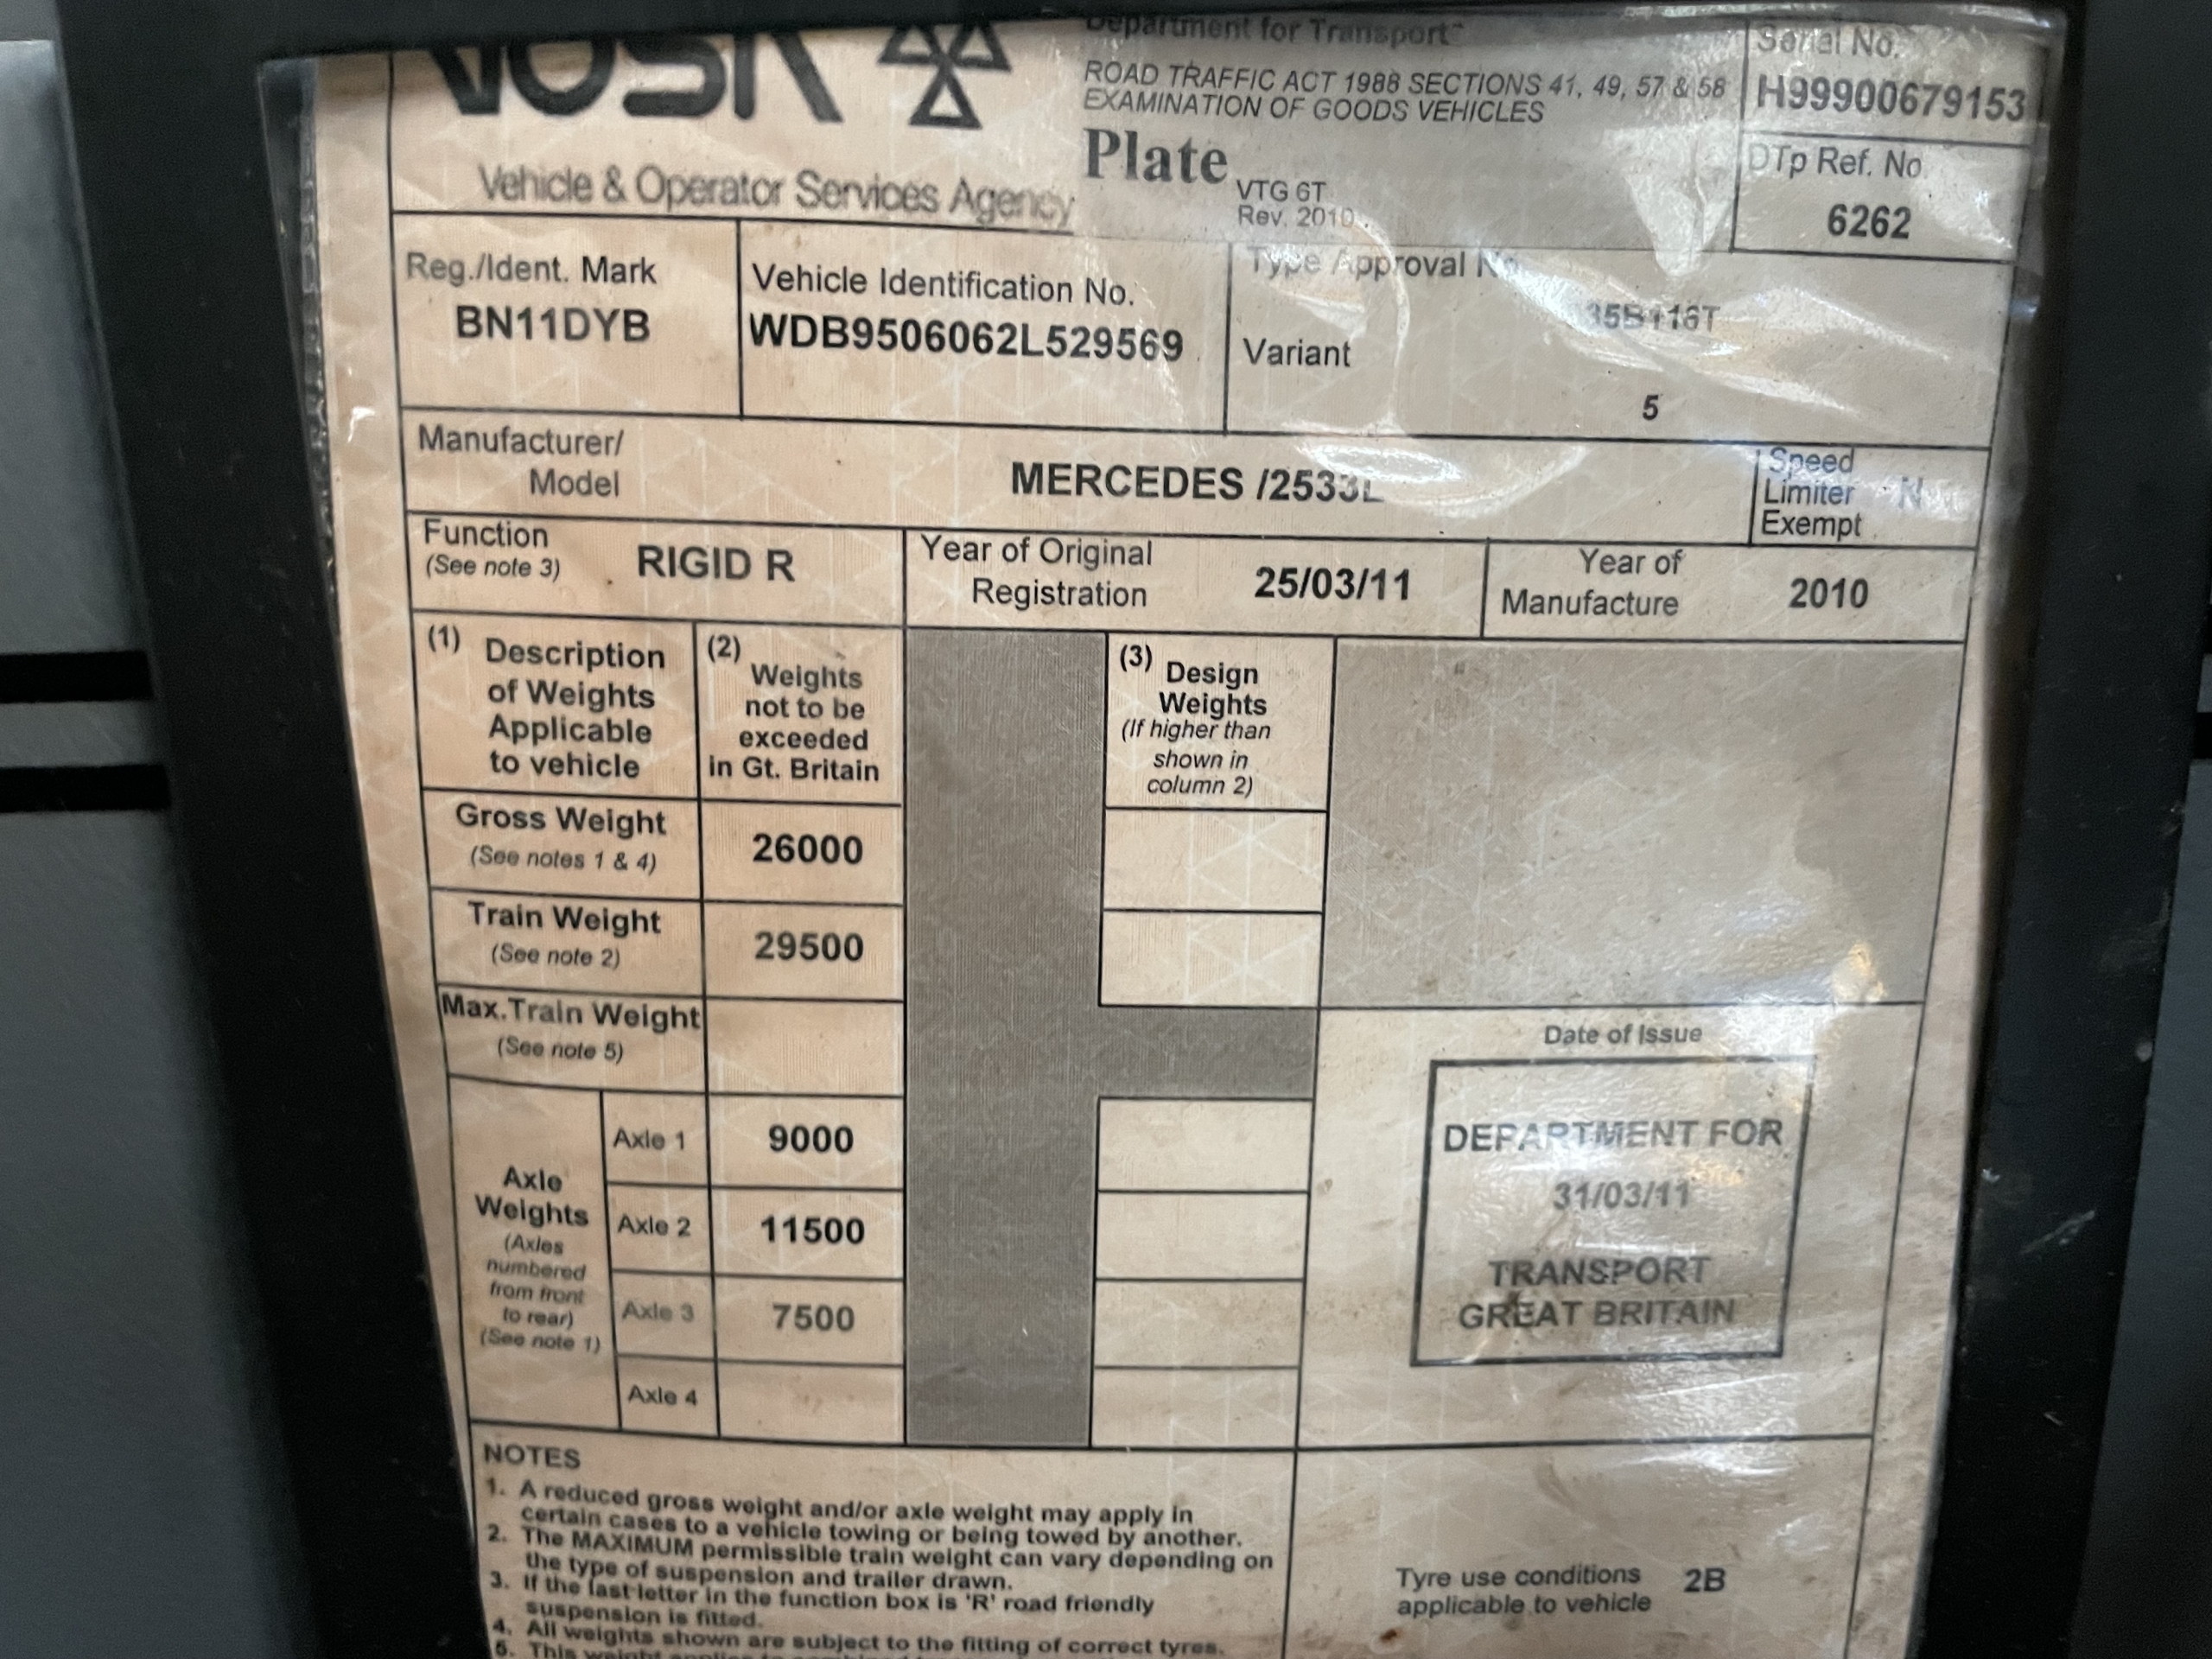 VOSA
Department for Transport
Serial No.
ROAD TRAFFIC ACT 1988 SECTIONS 41, 49, 57 & 58
EXAMINATION OF GOODS VEHICLES
H99900679153
Plate
VTG 6T
Rev. 2010
DTp Ref. No
6262
Vehicle & Operator Services Agency
Reg./Ident. Mark
BN11DYB
Vehicle Identification No.
WDB9506062L529569
Type Approval No
Variant
5
Manufacturer/
Model
MERCEDES /2533L
Speed
Limiter
Exempt
N
Function
(See note 3)
RIGID R
Year of Original
Registration
25/03/11
Year of
Manufacture
2010
(1) Description
of Weights
Applicable
to vehicle
(2)
Weights
not to be
exceeded
in Gt. Britain
(3) Design
Weights
(If higher than
shown in
column 2)
Gross Weight
(See notes 1 & 4)
26000
Train Weight
(See note 2)
29500
Max.Train Weight
(See note 5)
Axle
Weights
(Axles
numbered
from front
to rear)
(See note 1)
Axle 1
9000
Axle 2
11500
Axle 3
7500
Axle 4
Date of Issue
DEPARTMENT FOR
31/03/11
TRANSPORT
GREAT BRITAIN
NOTES
1. A reduced gross weight and/or axle weight may apply in
certain cases to a vehicle towing or being towed by another.
2. The MAXIMUM permissible train weight can vary depending on
the type of suspension and trailer drawn.
3. If the last letter in the function box is 'R' road friendly
suspension is fitted.
4. All weights shown are subject to the fitting of correct tyres.
5. This weight applies to
Tyre use conditions
applicable to vehicle
2B